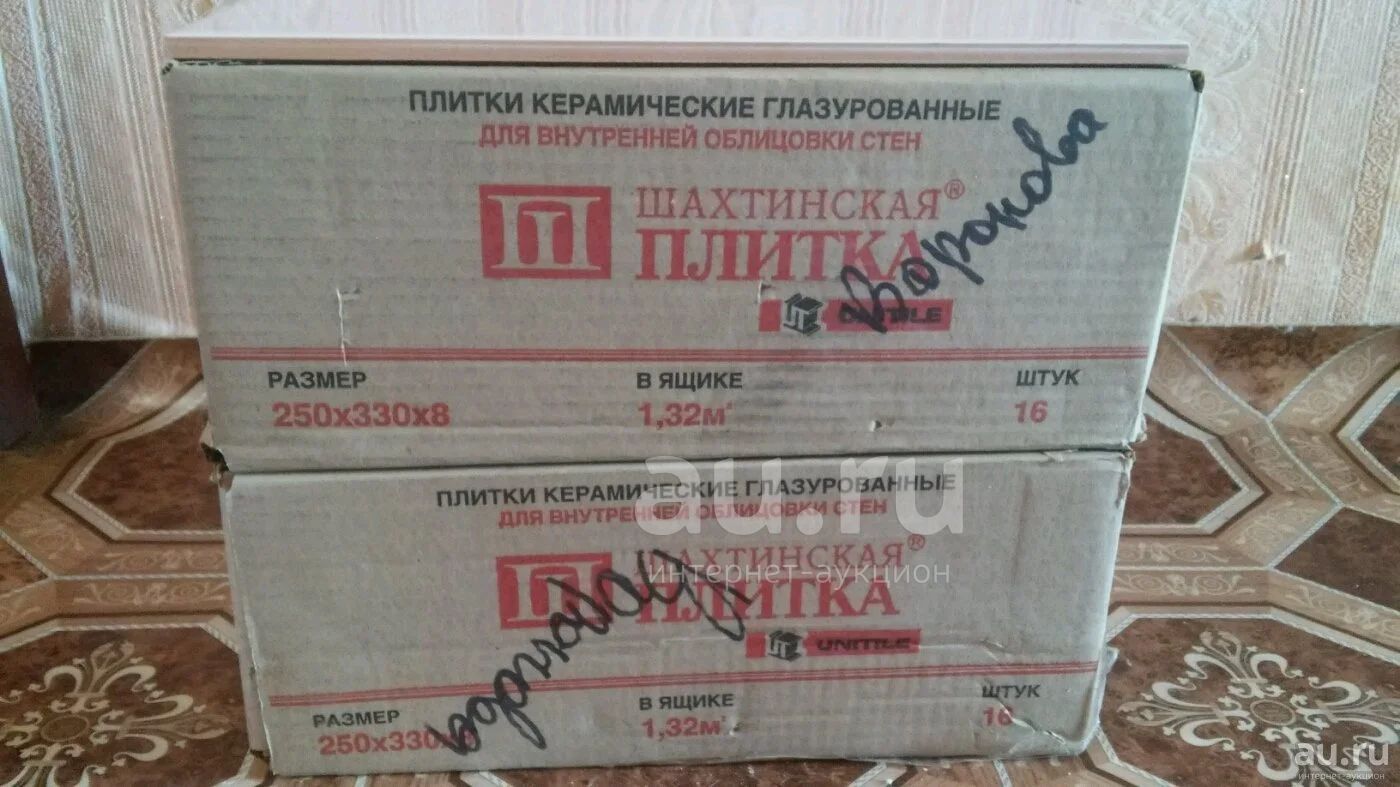 ПЛИТКИ КЕРАМИЧЕСКИЕ ГЛАЗУРОВАННЫЕ
ДЛЯ ВНУТРЕННЕЙ ОБЛИЦОВКИ СТЕН
ШАХТИНСКАЯ®
ПЛИТКА
UNITILE
Воронова
РАЗМЕР В ЯЩИКЕ ШТУК
250х330х8 1,32м² 16
au.ru
интернет-аукцион
ПЛИТКИ КЕРАМИЧЕСКИЕ ГЛАЗУРОВАННЫЕ
ДЛЯ ВНУТРЕННЕЙ ОБЛИЦОВКИ СТЕН
ШАХТИНСКАЯ®
ПЛИТКА
UNITILE
РАЗМЕР В ЯЩИКЕ ШТУК
250х330х8 1,32м² 16
au.ru
интернет-аукцион